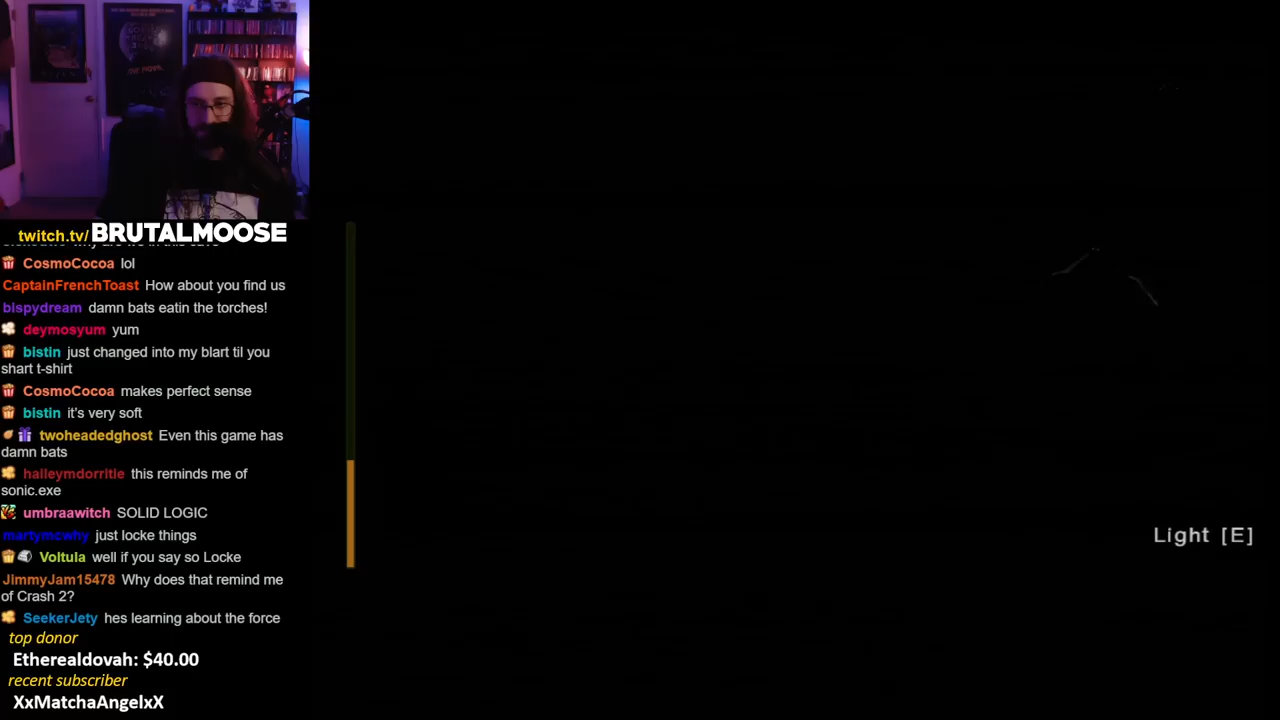 twitch.tv/BRUTALMOOSE
CosmoCocoa lol
CaptainFrenchToast How about you find us
bispydream damn bats eatin the torches!
deymosyum yum
bistin just changed into my blart til you
shart t-shirt
CosmoCocoa makes perfect sense
bistin it's very soft
twoheadedghost Even this game has
damn bats
halleymdorritie this reminds me of
sonic.exe
umbraawitch SOLID LOGIC
martymcwhy just locke things
Voltula well if you say so Locke
JimmyJam15478 Why does that remind me
of Crash 2?
SeekerJety hes learning about the force
top donor
Etherealdovah: $40.00
recent subscriber
XxMatchaAngelxX
Light [E]